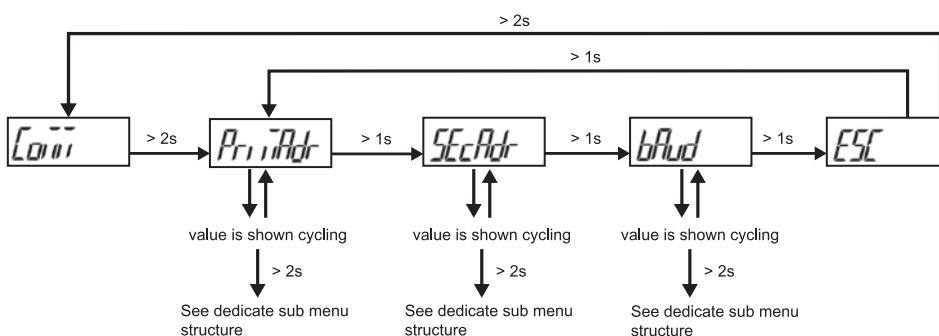 > 2s
> 1s
Comm
> 2s
PrimAdr
> 1s
SEcAdr
> 1s
bAud
> 1s
ESC
value is shown cycling
value is shown cycling
value is shown cycling
> 2s
> 2s
> 2s
See dedicate sub menu
structure
See dedicate sub menu
structure
See dedicate sub menu
structure